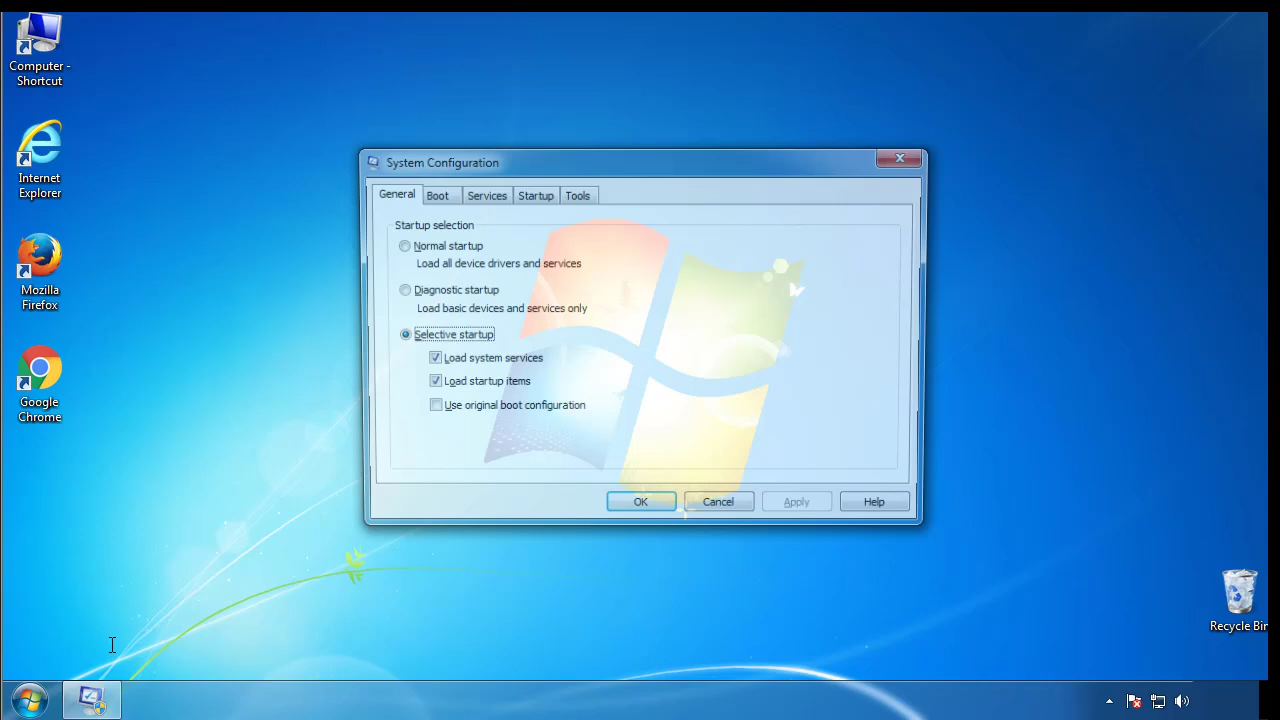 Computer -
Shortcut
Internet
Explorer
Mozilla
Firefox
Google
Chrome
System Configuration
General Boot Services Startup Tools
Startup selection
Normal startup
Load all device drivers and services
Diagnostic startup
Load basic devices and services only
Selective startup
Load system services
Load startup items
Use original boot configuration
OK Cancel Apply Help
Recycle Bin